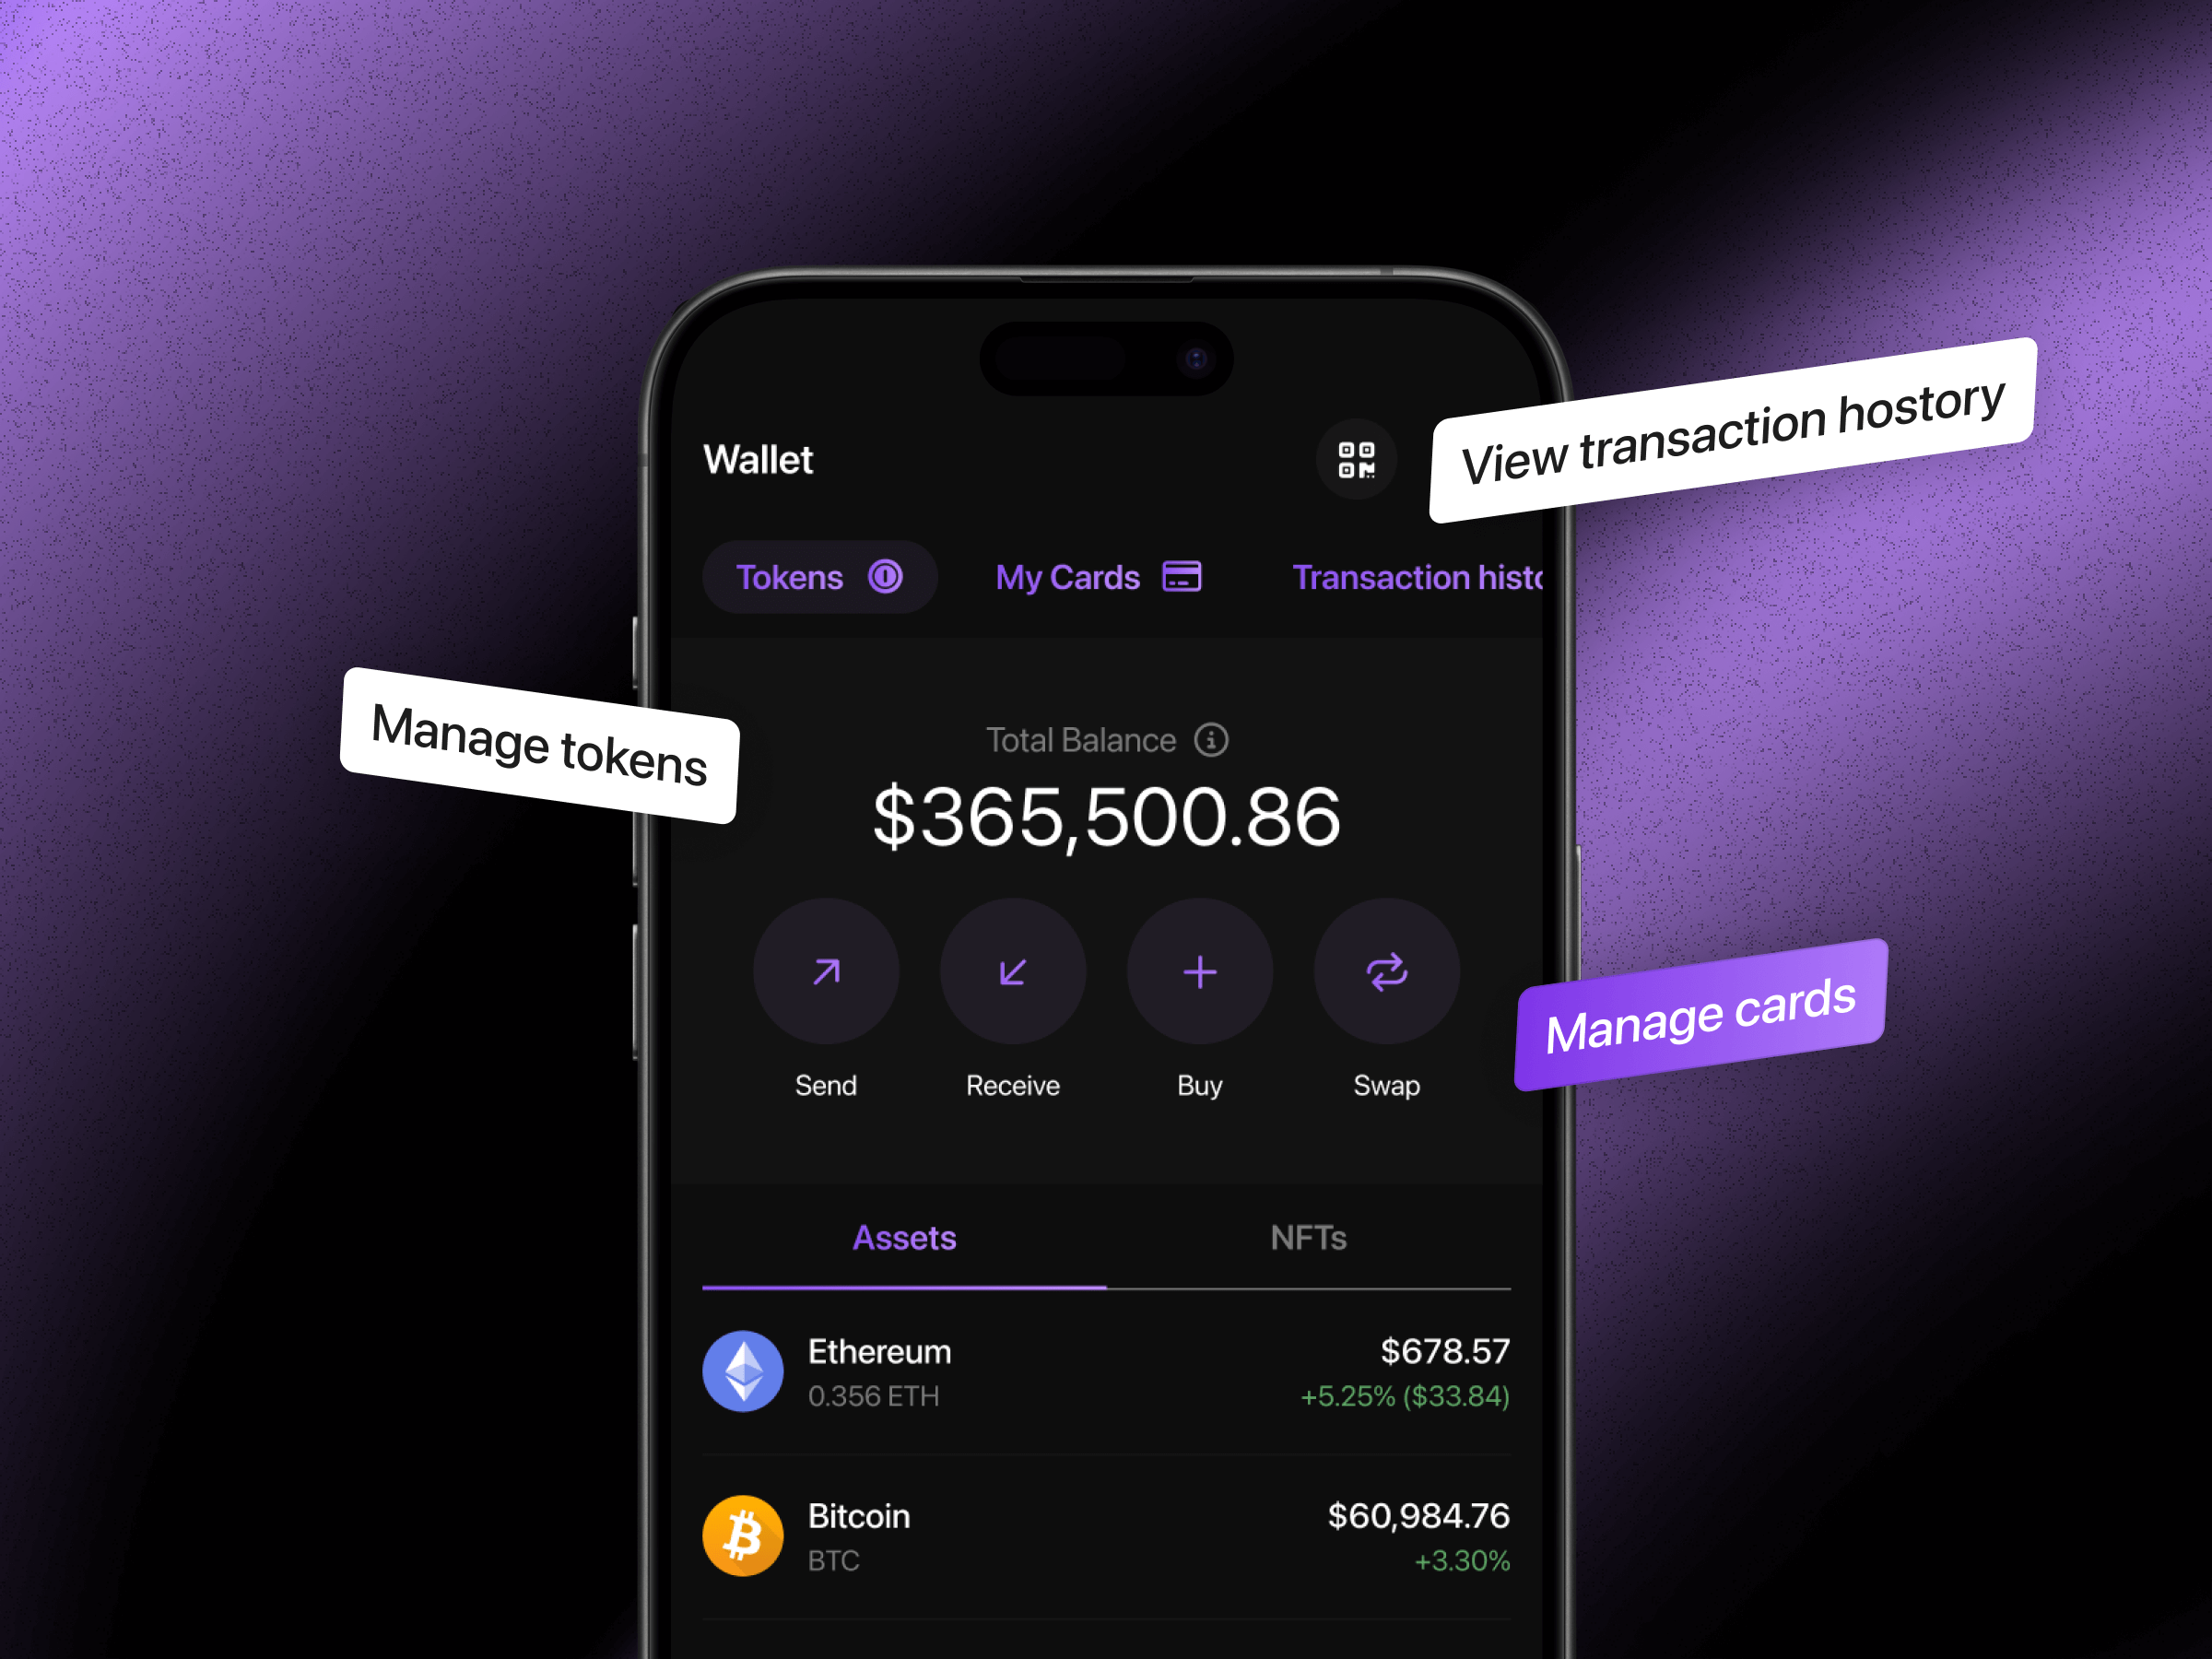 Wallet
View transaction hostory
Tokens
My Cards
Transaction histo
Manage tokens
Total Balance
$365,500.86
Send
Receive
Buy
Swap
Manage cards
Assets
NFTs
Ethereum
$678.57
0.356 ETH
+5.25% ($33.84)
Bitcoin
$60,984.76
BTC
+3.30%